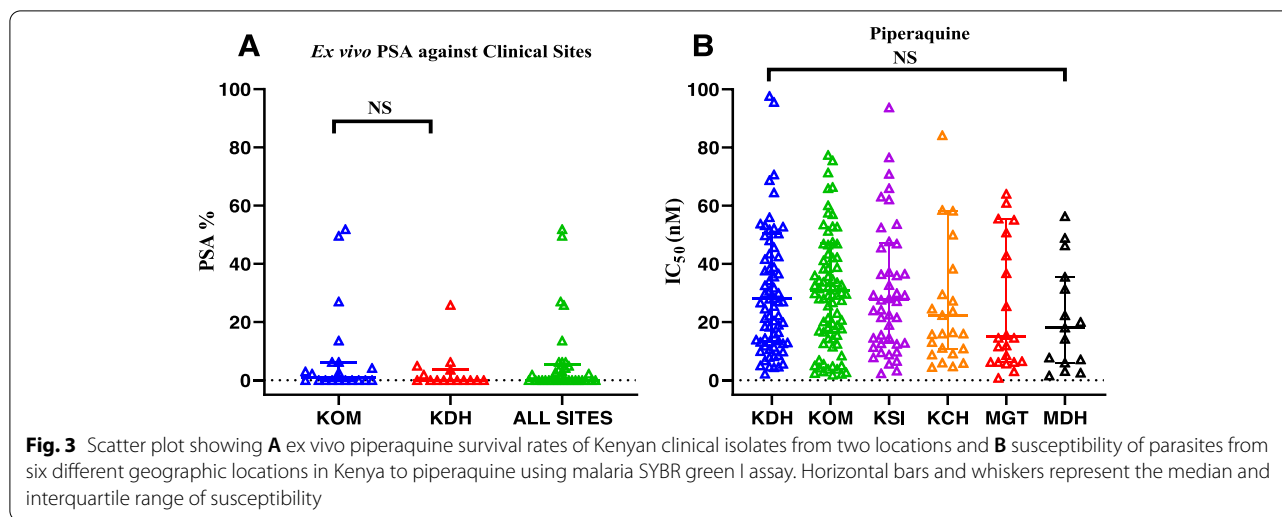 A
Ex vivo PSA against Clinical Sites
NS
PSA %
100
80
60
40
20
0
KOM KDH ALL SITES
B
Piperaquine
NS
IC50 (nM)
100
80
60
40
20
0
KDH KOM KSI KCH MGT MDH
Fig. 3 Scatter plot showing A ex vivo piperaquine survival rates of Kenyan clinical isolates from two locations and B susceptibility of parasites from
six different geographic locations in Kenya to piperaquine using malaria SYBR green I assay. Horizontal bars and whiskers represent the median and
interquartile range of susceptibility